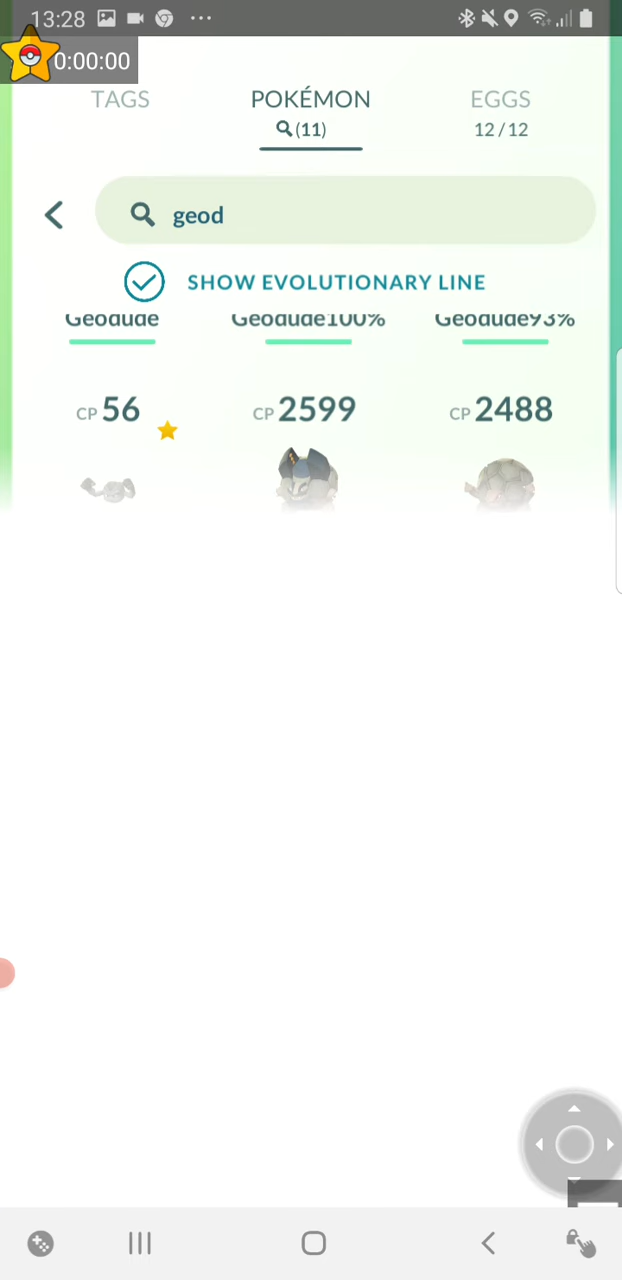 13:28
0:00:00
TAGS
POKÉMON
EGGS
(11)
12/12
geod
SHOW EVOLUTIONARY LINE
Geodude
Geodude100%
Geodude93%
CP 56
CP 2599
CP 2488